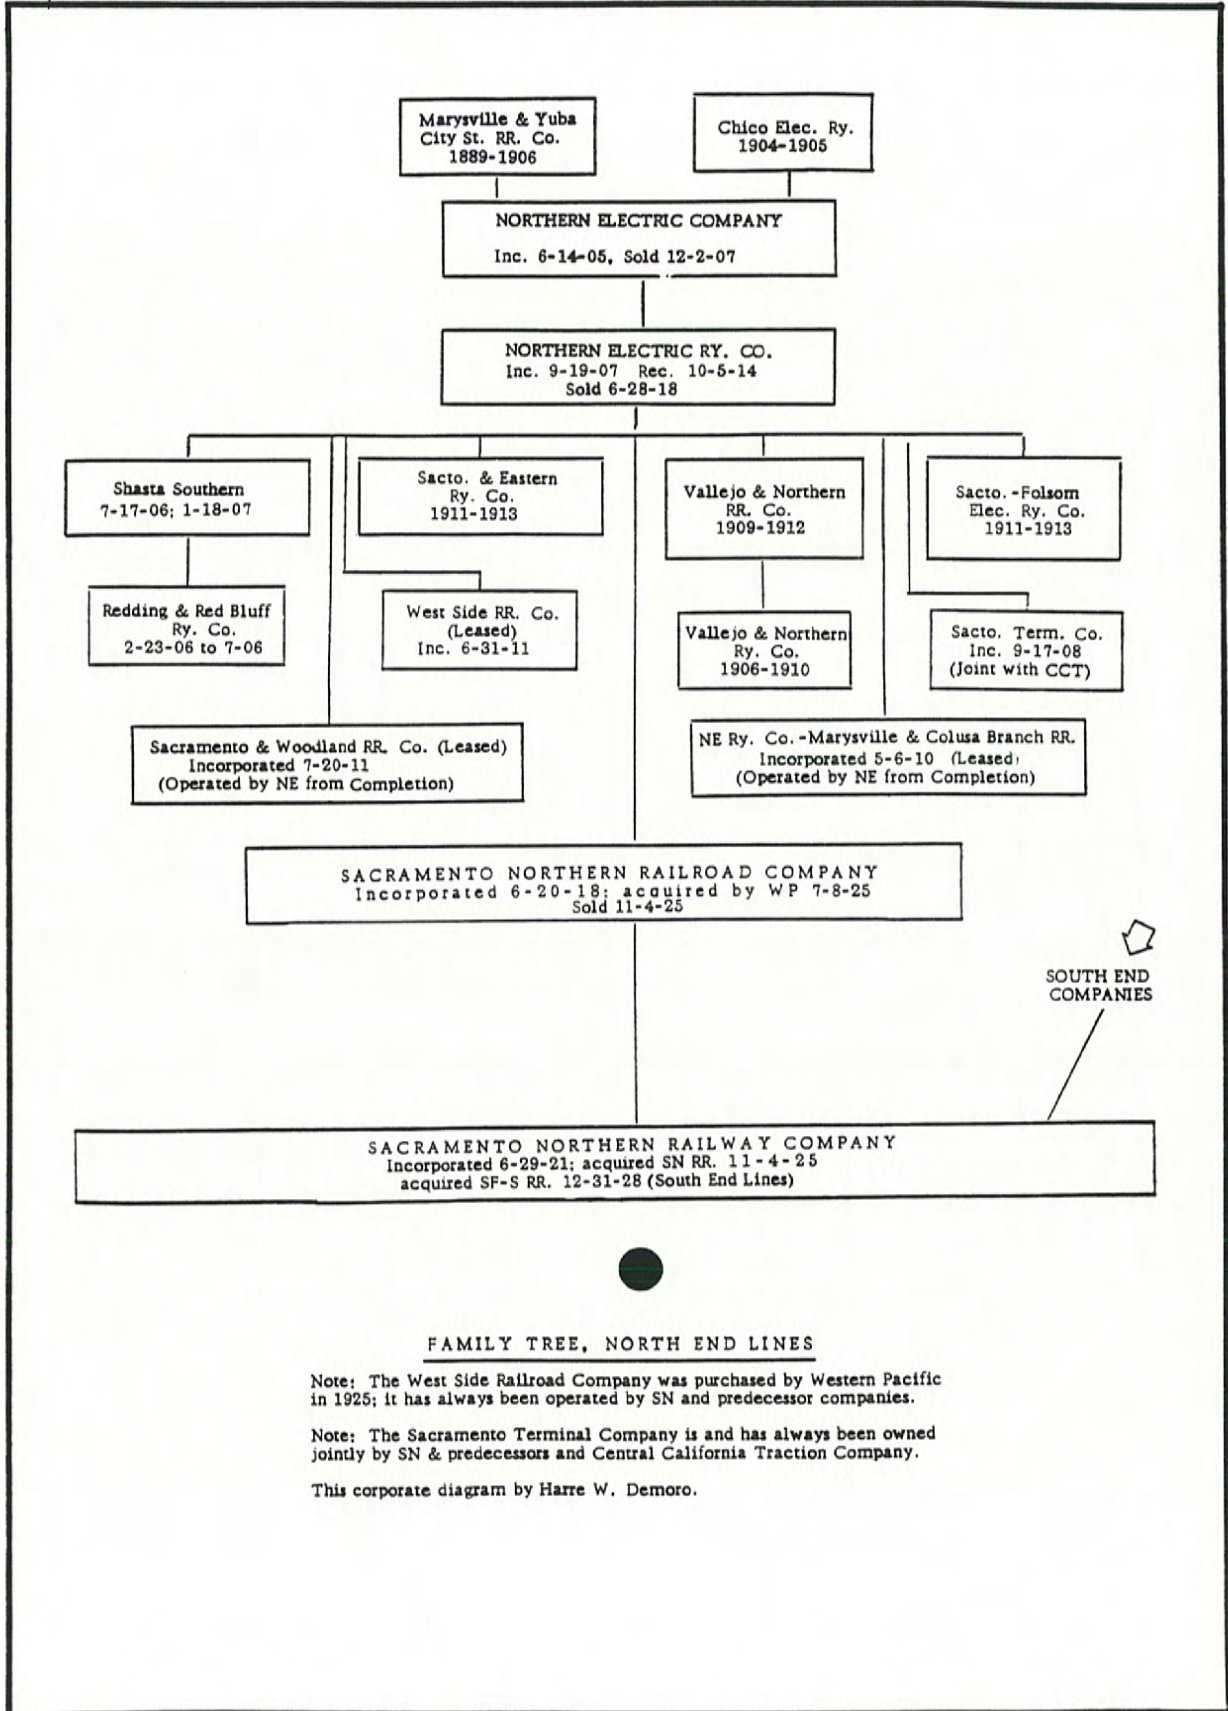 Marysville & Yuba
City St. RR. Co.
1889-1906
Chico Elec. Ry.
1904-1905
NORTHERN ELECTRIC COMPANY
Inc. 6-14-05, Sold 12-2-07
NORTHERN ELECTRIC RY. CO.
Inc. 9-19-07 Rec. 10-5-14
Sold 6-28-18
Shasta Southern
7-17-06; 1-18-07
Sacto. & Eastern
Ry. Co.
1911-1913
Vallejo & Northern
RR. Co.
1909-1912
Sacto.-Folsom
Elec. Ry. Co.
1911-1913
Redding & Red Bluff
Ry. Co.
2-23-06 to 7-06
West Side RR. Co.
(Leased)
Inc. 6-31-11
Vallejo & Northern
Ry. Co.
1906-1910
Sacto. Term. Co.
Inc. 9-17-08
(Joint with CCT)
Sacramento & Woodland RR. Co. (Leased)
Incorporated 7-20-11
(Operated by NE from Completion)
NE Ry. Co.-Marysville & Colusa Branch RR.
Incorporated 5-6-10 (Leased)
(Operated by NE from Completion)
SACRAMENTO NORTHERN RAILROAD COMPANY
Incorporated 6-20-18; acquired by WP 7-8-25
Sold 11-4-25
SOUTH END
COMPANIES
SACRAMENTO NORTHERN RAILWAY COMPANY
Incorporated 6-29-21; acquired SN RR. 11-4-25
acquired SF-S RR. 12-31-28 (South End Lines)
FAMILY TREE, NORTH END LINES
Note: The West Side Railroad Company was purchased by Western Pacific
in 1925; it has always been operated by SN and predecessor companies.
Note: The Sacramento Terminal Company is and has always been owned
jointly by SN & predecessors and Central California Traction Company.
This corporate diagram by Harre W. Demoro.